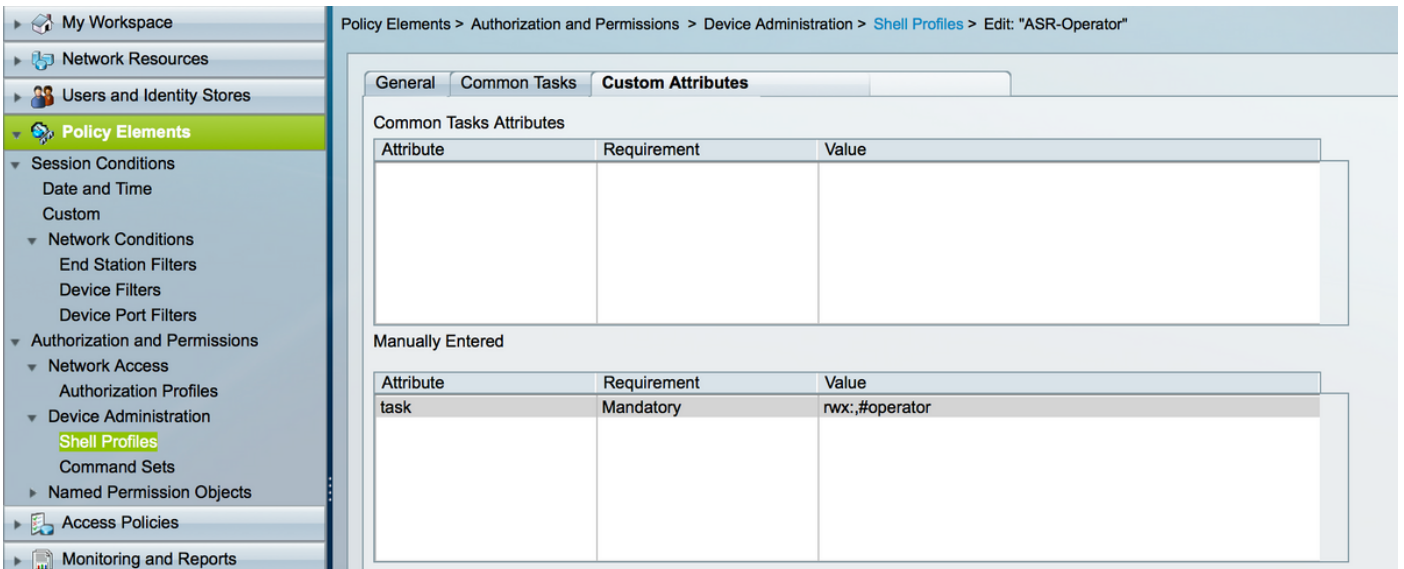 My Workspace
Network Resources
Users and Identity Stores
Policy Elements
Session Conditions
Date and Time
Custom
Network Conditions
End Station Filters
Device Filters
Device Port Filters
Authorization and Permissions
Network Access
Authorization Profiles
Device Administration
Shell Profiles
Command Sets
Named Permission Objects
Access Policies
Monitoring and Reports
Policy Elements > Authorization and Permissions > Device Administration > Shell Profiles > Edit: "ASR-Operator"
General Common Tasks Custom Attributes
Common Tasks Attributes
Attribute Requirement Value
Manually Entered
Attribute Requirement Value
task Mandatory rwx:,#operator